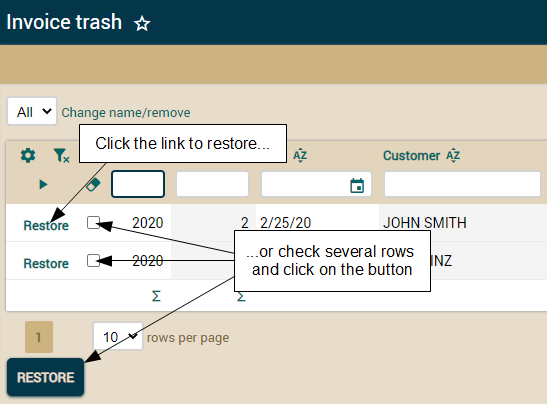 Invoice trash
All Change name/remove
Click the link to restore...
Customer
Restore 2020 2 2/25/20 JOHN SMITH
...or check several rows
and click on the button
Restore 2020 INZ
Σ Σ
1 10 rows per page
RESTORE